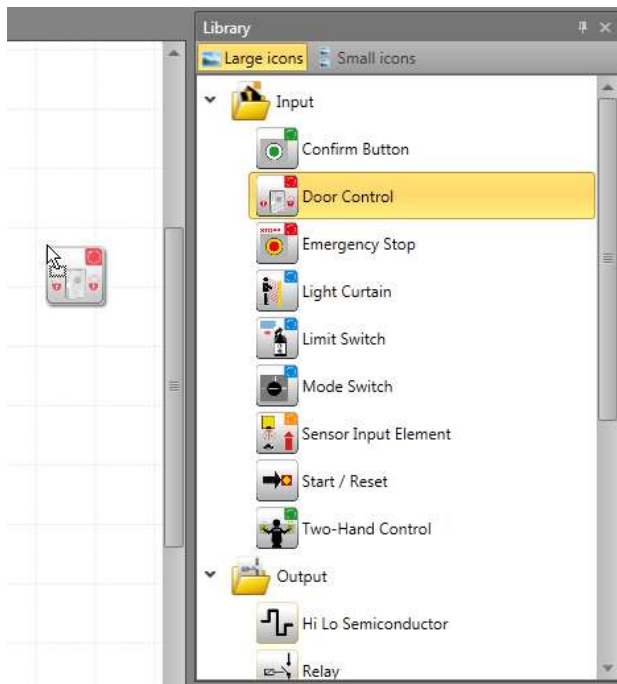 Library
Large icons Small icons
Input
Confirm Button
Door Control
STOP
Emergency Stop
Light Curtain
Limit Switch
Mode Switch
Sensor Input Element
Start / Reset
Two-Hand Control
Output
Hi Lo Semiconductor
Relay